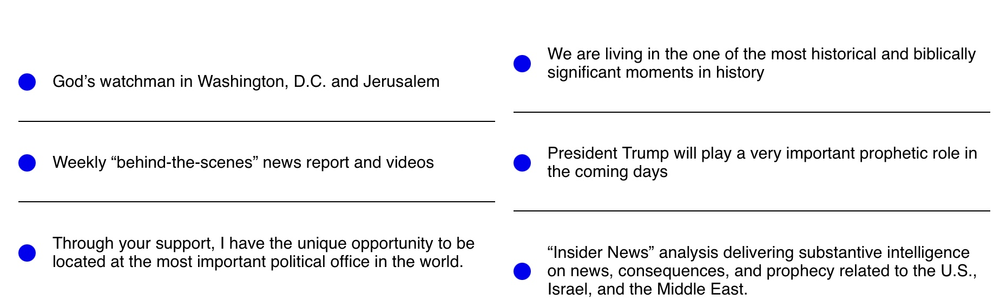 God’s watchman in Washington, D.C. and Jerusalem
Weekly “behind-the-scenes” news report and videos
Through your support, I have the unique opportunity to be
located at the most important political office in the world.
We are living in the one of the most historical and biblically
significant moments in history
President Trump will play a very important prophetic role in
the coming days
“Insider News” analysis delivering substantive intelligence
on news, consequences, and prophecy related to the U.S.,
Israel, and the Middle East.